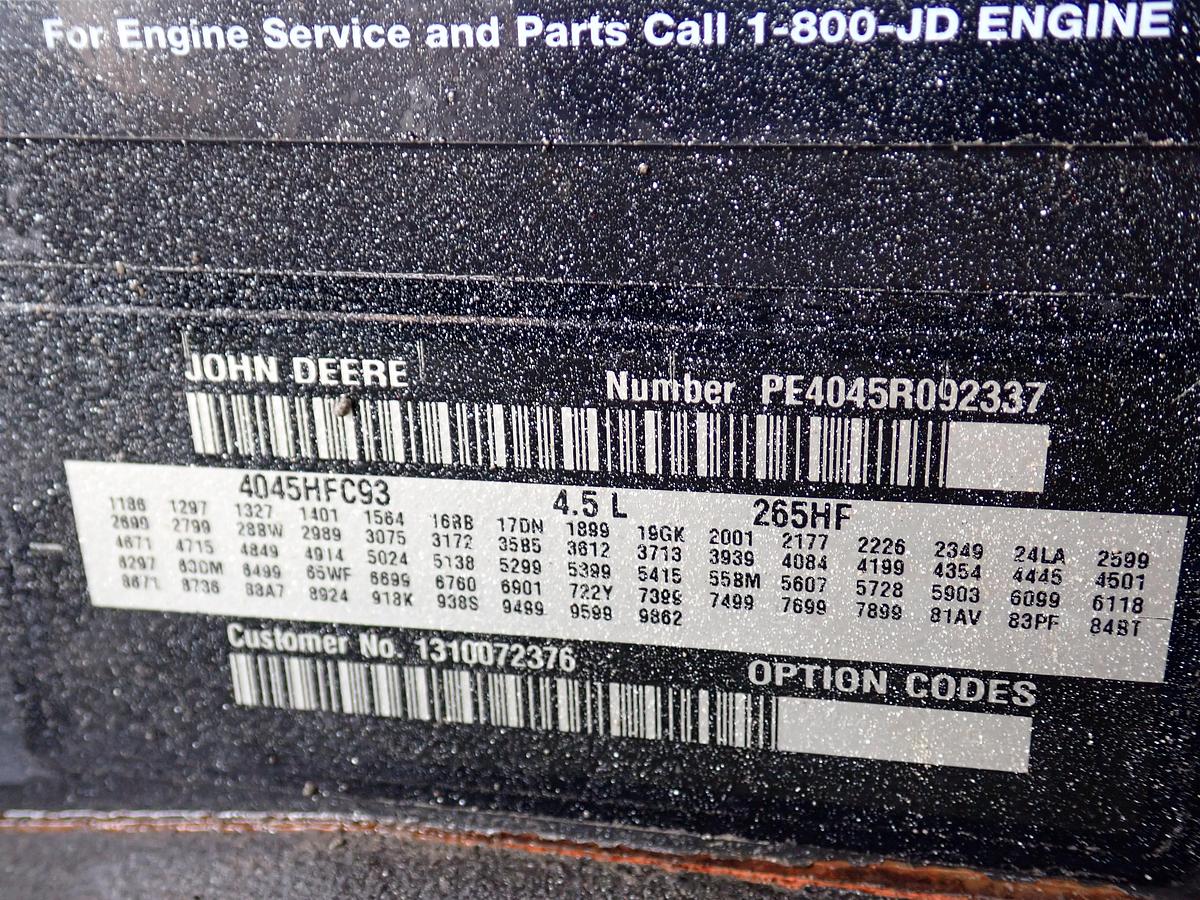 For Engine Service and Parts Call 1-800-JD ENGINE
JOHN DEERE Number PE4045R092337
4045HFC93 4.5 L 265HF
1186 1297 1327 1401 1564 168B 17DN 1899 19GK 2001 2177 2226 2349 24LA 2599
2699 2799 288W 2989 3075 3172 35B5 3612 3713 3939 4084 4199 4354 4445 4501
4671 4715 4849 4914 5024 5138 5299 5399 5415 558M 5607 5728 5903 6099 6118
6297 63DM 6499 65WF 6699 6760 6901 722Y 7399 7499 7699 7899 81AV 83PF 84BT
8671 8736 88A7 8924 918K 938S 9499 9599 9862
Customer No. 1310072376
OPTION CODES